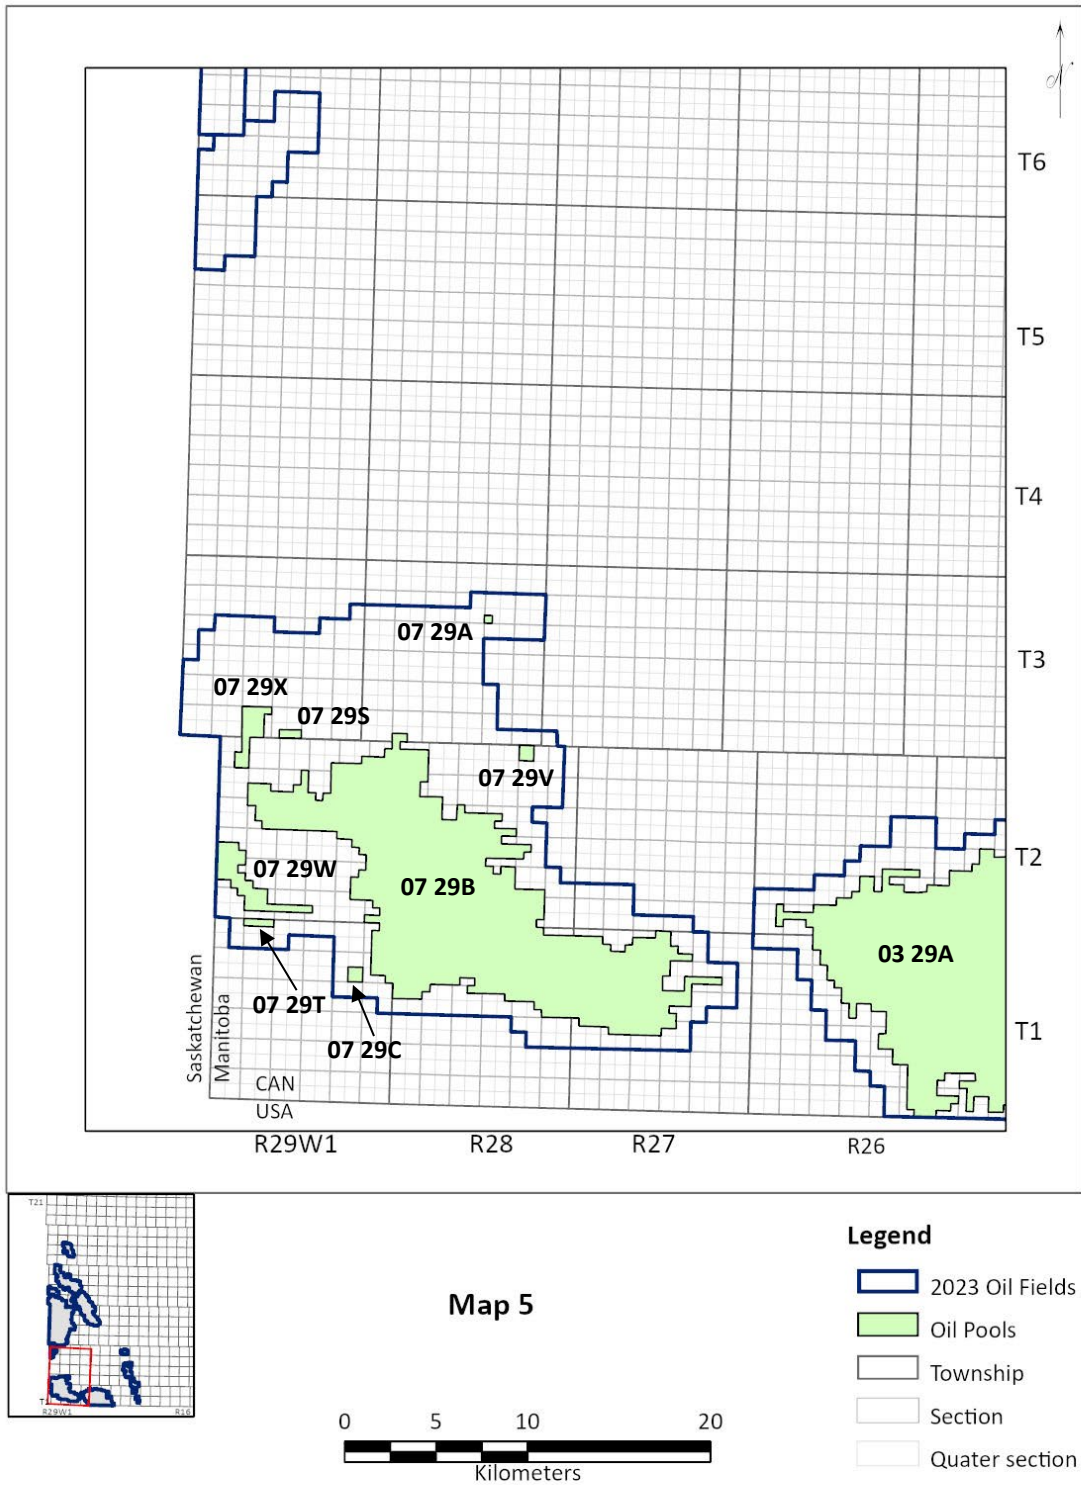 T6
T5
T4
07 29A
T3
07 29X
07 29S
07 29V
T2
07 29W
07 29B
03 29A
Saskatchewan
Manitoba
07 29T
T1
07 29C
CAN
USA
R29W1
R28
R27
R26
T21
R29W1
R16
Map 5
0
5
10
20
Kilometers
Legend
2023 Oil Fields
Oil Pools
Township
Section
Quater section